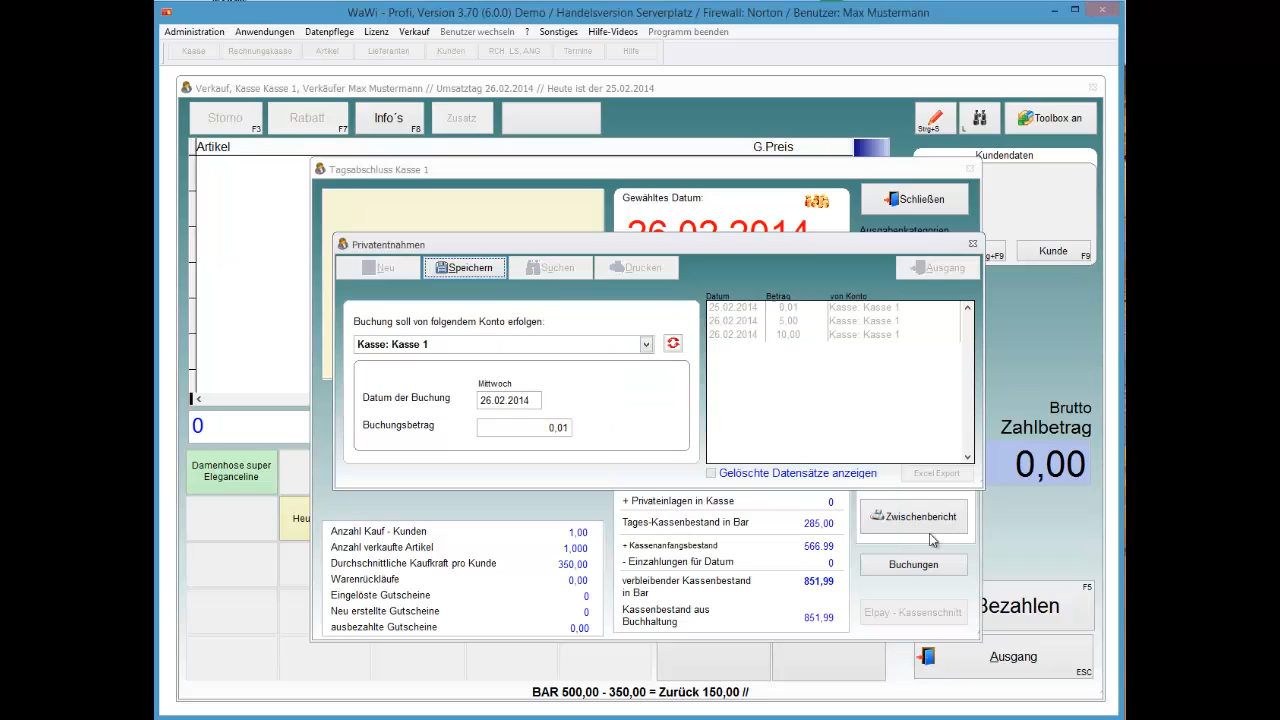 WaWi - Profi, Version 3.70 (6.0.0) Demo / Handelsversion Serverplatz / Firewall: Norton / Benutzer: Max Mustermann
Administration Anwendungen Datenpflege Lizenz Verkauf Benutzer wechseln ? Sonstiges Hilfe-Videos Programm beenden
Kasse Rechnungskasse Artikel Lieferanten Kunden RCH, LS, ANG Termine Hilfe
Verkauf, Kasse Kasse 1, Verkäufer Max Mustermann // Umsatztag 26.02.2014 // Heute ist der 25.02.2014
Storno F3 Rabatt F7 Info´s F8 Zusatz Strg+S L Toolbox an
Artikel G.Preis Kundendaten
Tagsabschluss Kasse 1
Gewähltes Datum: Schließen
26.02.2014 Ausgabenkategorien
Privatentnahmen
g+F9 Kunde F9
Neu Speichern Suchen Drucken Ausgang
Datum Betrag von Konto
25.02.2014 0,01 Kasse: Kasse 1
26.02.2014 5,00 Kasse: Kasse 1
26.02.2014 10,00 Kasse: Kasse 1
Buchung soll von folgendem Konto erfolgen:
Kasse: Kasse 1
Mittwoch
Datum der Buchung 26.02.2014
Buchungsbetrag 0,01
Gelöschte Datensätze anzeigen Excel Export
Brutto
Zahlbetrag
0,00
0
Damenhose super
Eleganceline
Heu
+ Privateinlagen in Kasse 0
Tages-Kassenbestand in Bar 285,00
+ Kassenanfangsbestand 566,99
- Einzahlungen für Datum 0
verbleibender Kassenbestand
in Bar 851,99
Kassenbestand aus
Buchhaltung 851,99
Anzahl Kauf - Kunden 1,00
Anzahl verkaufte Artikel 1,000
Durchschnittliche Kaufkraft pro Kunde 350,00
Warenrückläufe 0,00
Eingelöste Gutscheine 0
Neu erstellte Gutscheine 0
ausbezahlte Gutscheine 0,00
Zwischenbericht
Buchungen
Elpay - Kassenschnitt
Bezahlen F5
Ausgang ESC
BAR 500,00 - 350,00 = Zurück 150,00 //